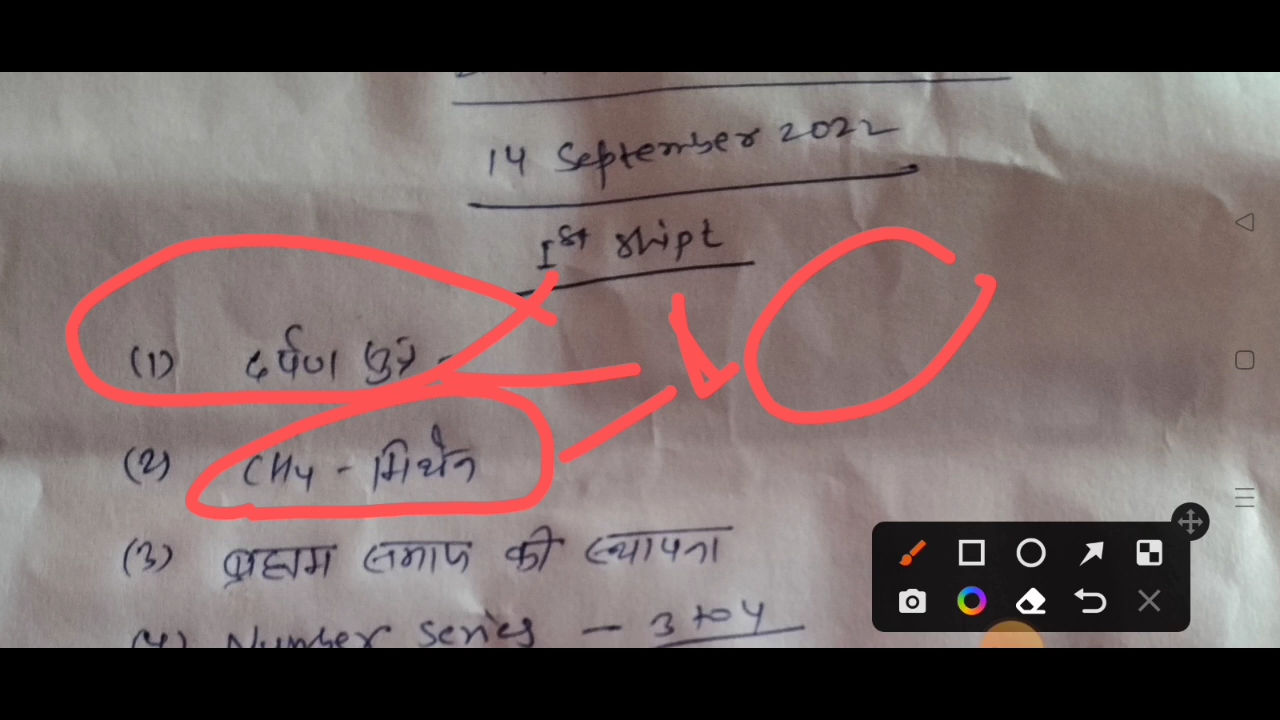 14 September 2022
Ist shipt
(1) दर्पण सुत्र -
(2) CH4 - मिथेन
(3) ब्रहाम समाज की स्थापना
(4) Number series - 3 to 4